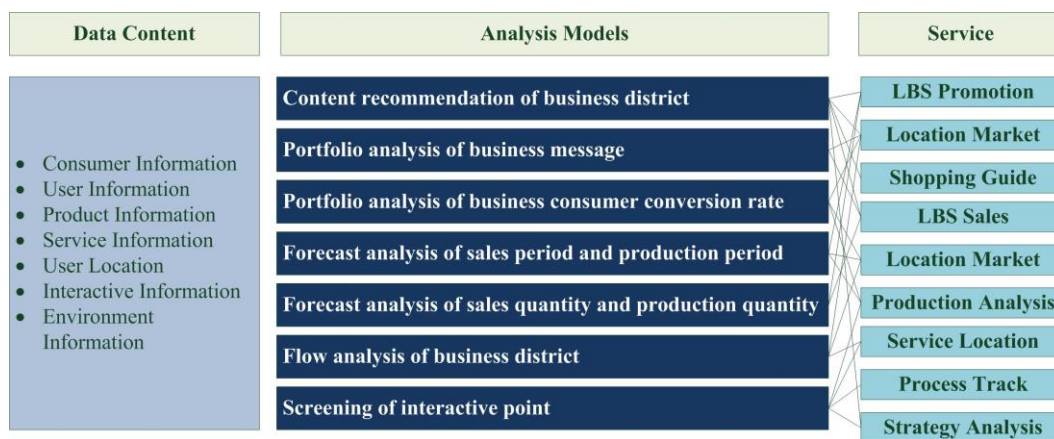 Data Content
Analysis Models
Service
• Consumer Information
• User Information
• Product Information
• Service Information
• User Location
• Interactive Information
• Environment
Information
Content recommendation of business district
Portfolio analysis of business message
Portfolio analysis of business consumer conversion rate
Forecast analysis of sales period and production period
Forecast analysis of sales quantity and production quantity
Flow analysis of business district
Screening of interactive point
LBS Promotion
Location Market
Shopping Guide
LBS Sales
Location Market
Production Analysis
Service Location
Process Track
Strategy Analysis